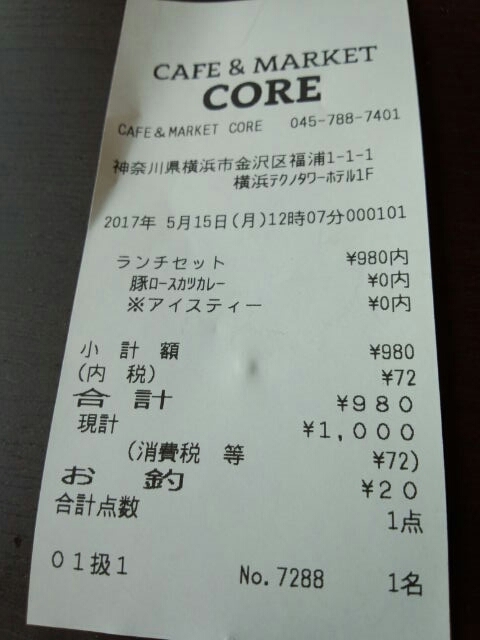 CAFE & MARKET
CORE
CAFE&MARKET CORE 045-788-7401
神奈川県横浜市金沢区福浦1-1-1
横浜ﾃｸﾉﾀﾜｰﾎﾃﾙ1F
2017年 5月15日(月)12時07分000101
ランチセット ¥980内
豚ﾛｰｽｶﾂｶﾚｰ ¥0内
※アイスティー ¥0内
小 計 額 ¥980
(内 税) ¥72
合 計 ¥980
現計 ¥1,000
(消費税 等 ¥72)
お 釣 ¥20
合計点数 1点
01扱1 No.7288 1名